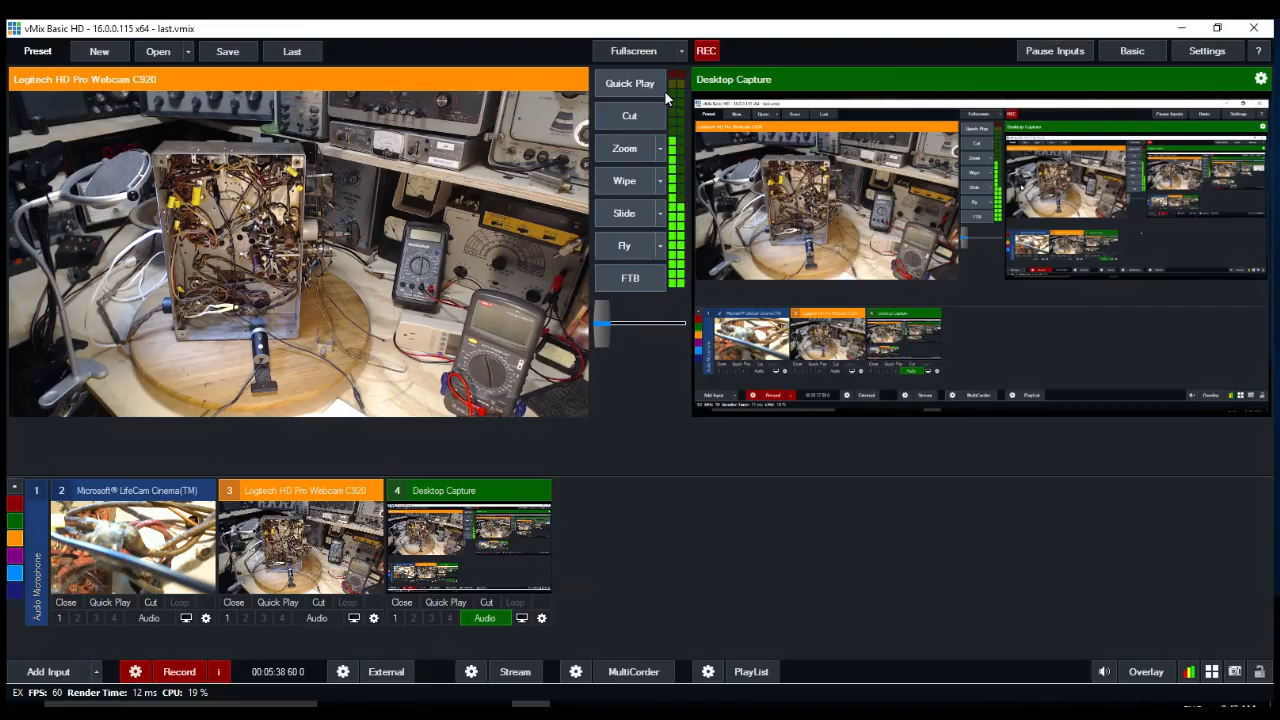 vMix Basic HD - 16.0.0.115 x64 - last.vmix
Preset New Open Save Last Fullscreen REC Pause Inputs Basic Settings ?
Logitech HD Pro Webcam C920
Quick Play
Cut
Zoom
Wipe
Slide
Fly
FTB
Desktop Capture
1 Audio Microphone
2 Microsoft® LifeCam Cinema(TM)
Close Quick Play Cut Loop
1 2 3 4 Audio
3 Logitech HD Pro Webcam C920
Close Quick Play Cut Loop
1 2 3 4 Audio
4 Desktop Capture
Close Quick Play Cut Loop
1 2 3 4 Audio
Add Input Record i 00:05:38 60 0 External Stream MultiCorder PlayList Overlay
EX FPS: 60 Render Time: 12 ms CPU: 19 %